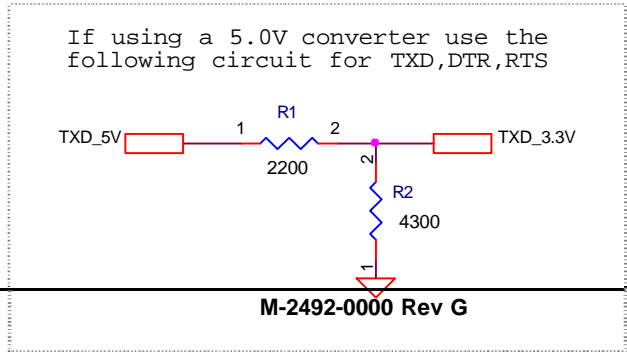 If using a 5.0V converter use the
following circuit for TXD,DTR,RTS
R1
TXD_5V 1 2 TXD_3.3V
2200
2
R2
4300
1
M-2492-0000 Rev G